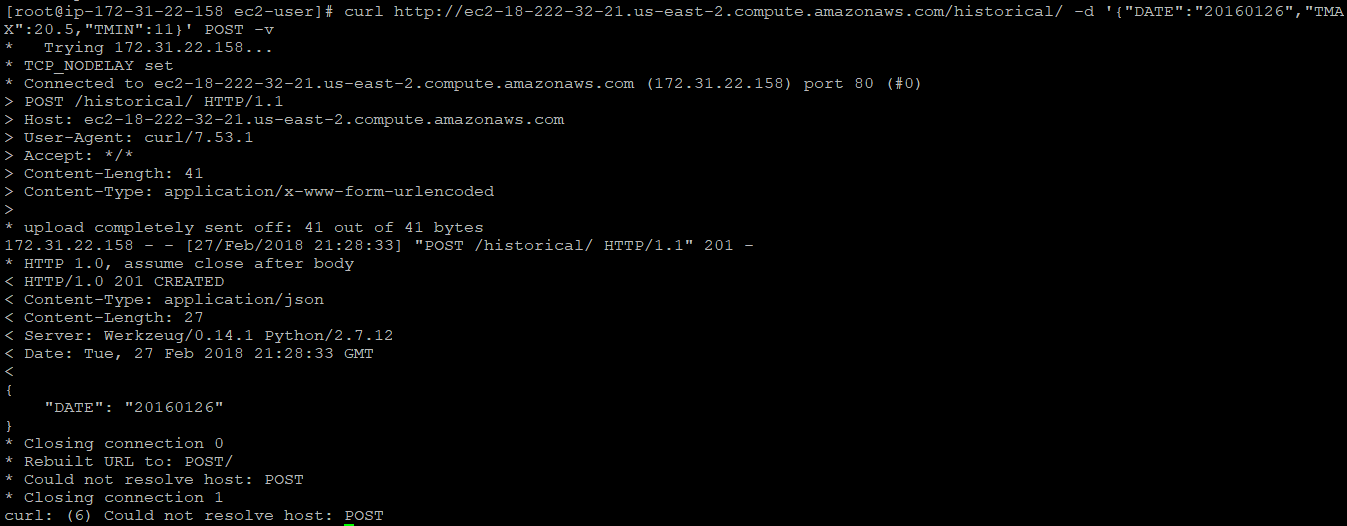 [root@ip-172-31-22-158 ec2-user]# curl http://ec2-18-222-32-21.us-east-2.compute.amazonaws.com/historical/ -d '{"DATE":"20160126","TMA
X":20.5,"TMIN":11}' POST -v
*   Trying 172.31.22.158...
* TCP_NODELAY set
* Connected to ec2-18-222-32-21.us-east-2.compute.amazonaws.com (172.31.22.158) port 80 (#0)
> POST /historical/ HTTP/1.1
> Host: ec2-18-222-32-21.us-east-2.compute.amazonaws.com
> User-Agent: curl/7.53.1
> Accept: */*
> Content-Length: 41
> Content-Type: application/x-www-form-urlencoded
>
* upload completely sent off: 41 out of 41 bytes
172.31.22.158 - - [27/Feb/2018 21:28:33] "POST /historical/ HTTP/1.1" 201 -
* HTTP 1.0, assume close after body
< HTTP/1.0 201 CREATED
< Content-Type: application/json
< Content-Length: 27
< Server: Werkzeug/0.14.1 Python/2.7.12
< Date: Tue, 27 Feb 2018 21:28:33 GMT
<
{
    "DATE": "20160126"
}
* Closing connection 0
* Rebuilt URL to: POST/
* Could not resolve host: POST
* Closing connection 1
curl: (6) Could not resolve host: POST